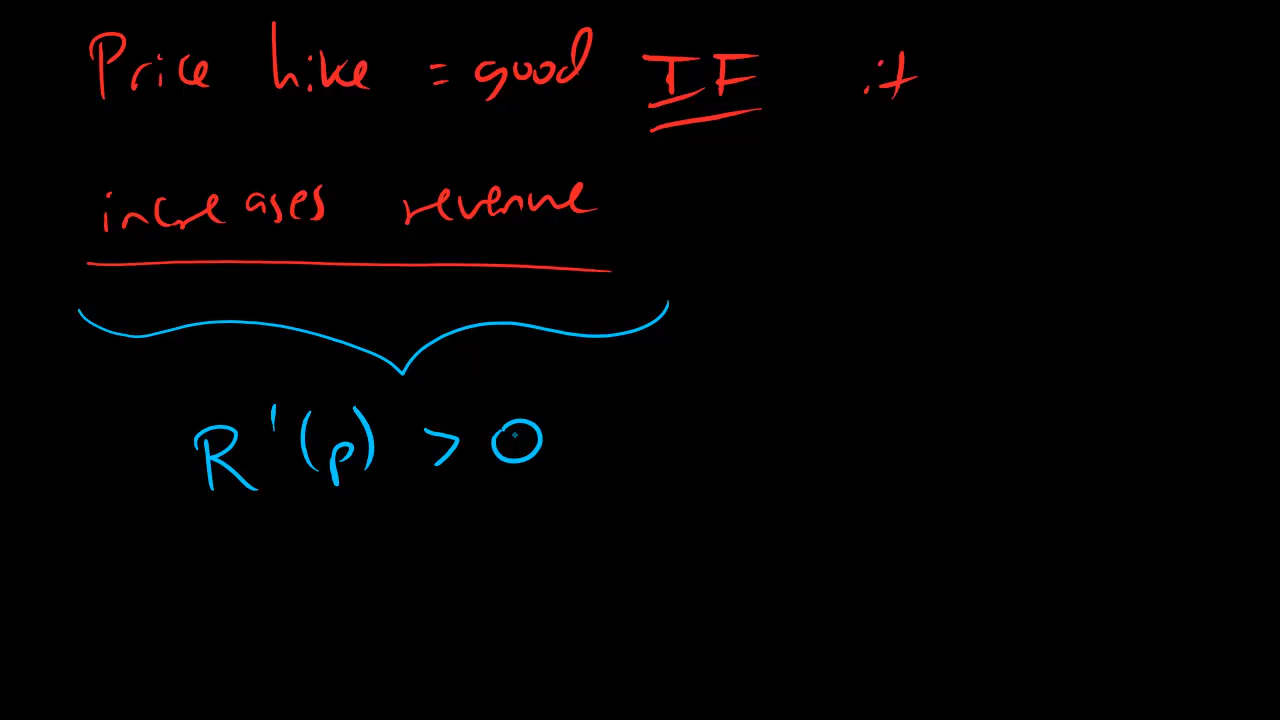 Price hike = good IF it
increases revenue
R'(p) > 0